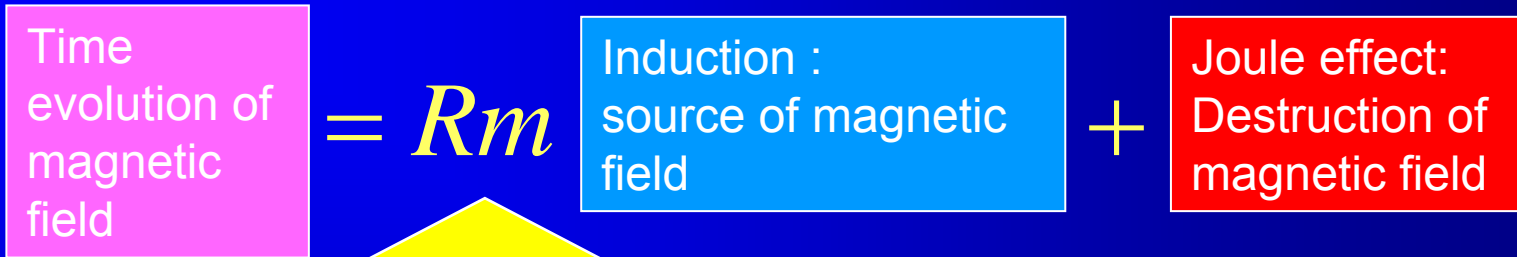 Time
evolution of
magnetic
field
= Rm
Induction :
source of magnetic
field
+
Joule effect:
Destruction of
magnetic field